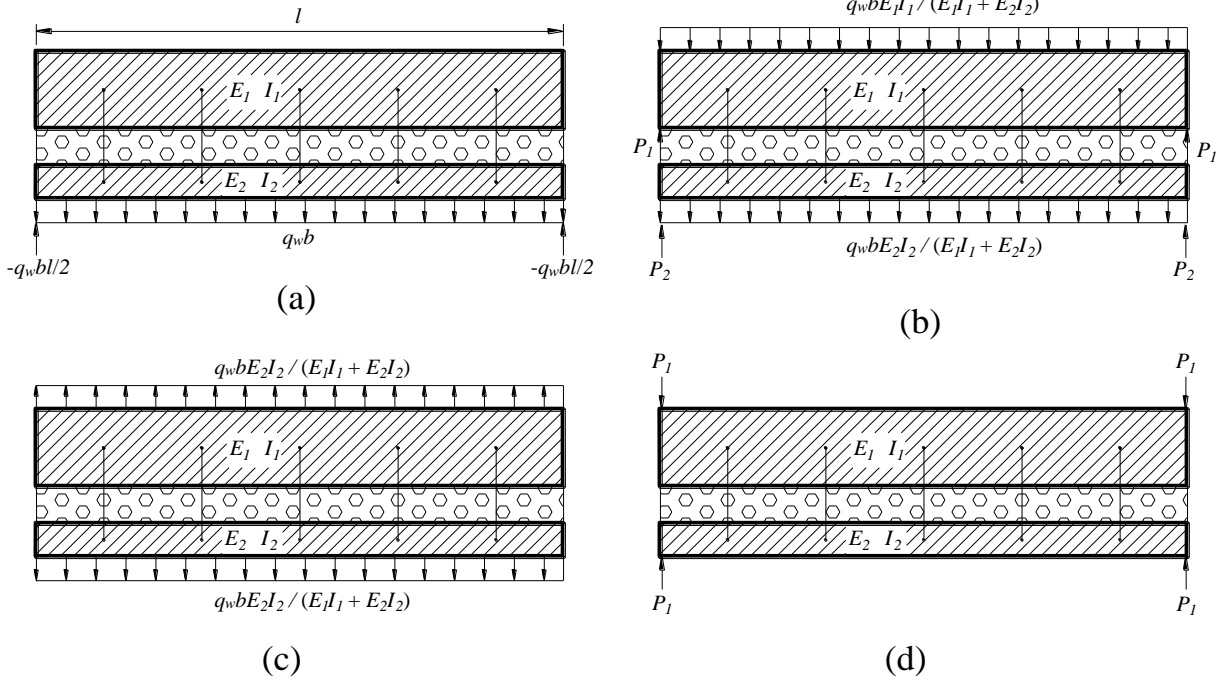 l
E1 I1
E2 I2
qwb
-qwbl/2 -qwbl/2
(a)
qwbE1I1 / (E1I1 + E2I2)
E1 I1
P1 P1
E2 I2
qwbE2I2 / (E1I1 + E2I2)
P2 P2
(b)
qwbE2I2 / (E1I1 + E2I2)
E1 I1
E2 I2
qwbE2I2 / (E1I1 + E2I2)
(c)
P1 P1
E1 I1
E2 I2
P1 P1
(d)